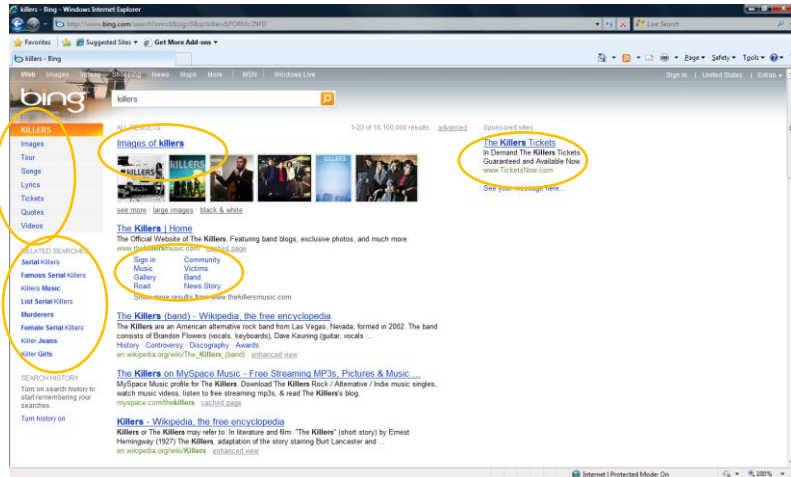 killers - Bing - Windows Internet Explorer
http://www.bing.com/search?
Live Search
Favorites Suggested Sites Get More Add-ons
killers - Bing
Page Safety Tools
Web Images Videos Shopping News Maps More | MSN | Windows Live
Sign in | United States | Extras
bing
killers
KILLERS
Images
Tour
Songs
Lyrics
Tickets
Quotes
Videos
RELATED SEARCHES
Serial Killers
Famous Serial Killers
Killers Music
List Serial Killers
Murderers
Female Serial Killers
Killer Jeans
Killer Girls
SEARCH HISTORY
Turn on search history to
start remembering your
searches.
Turn history on
ALL RESULTS 1-20 of 16,100,000 results · advanced
Images of killers
KILLERS
KILLERS
see more · large images · black & white
The Killers | Home
The Official Website of The Killers. Featuring band blogs, exclusive photos, and much more.
www.thekillersmusic.com · cached page
Sign in Community
Music Victims
Gallery Band
Road News Story
Show more results from www.thekillersmusic.com
The Killers (band) - Wikipedia, the free encyclopedia
The Killers are an American alternative rock band from Las Vegas, Nevada, formed in 2002. The band
consists of Brandon Flowers (vocals, keyboards), Dave Keuning (guitar, vocals ...
History · Controversy · Discography · Awards
en.wikipedia.org/wiki/The_Killers_(band) · enhanced view
The Killers on MySpace Music - Free Streaming MP3s, Pictures & Music ...
MySpace Music profile for The Killers. Download The Killers Rock / Alternative / Indie music singles,
watch music videos, listen to free streaming mp3s, & read The Killers's blog.
myspace.com/thekillers · cached page
Killers - Wikipedia, the free encyclopedia
Killers or The Killers may refer to: In literature and film: "The Killers" (short story) by Ernest
Hemingway (1927) The Killers, adaptation of the story starring Burt Lancaster and ...
en.wikipedia.org/wiki/Killers · enhanced view
Sponsored sites
The Killers Tickets
In Demand The Killers Tickets
Guaranteed and Available Now.
www.TicketsNow.com
See your message here...
Internet | Protected Mode: On 100%